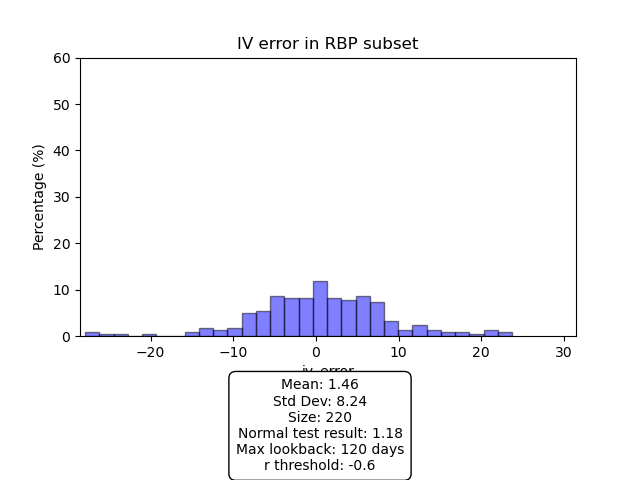 IV error in RBP subset
60
50
40
30
20
10
0
Percentage (%)
−20 −10 0 10 20 30
iv_error
Mean: 1.46
Std Dev: 8.24
Size: 220
Normal test result: 1.18
Max lookback: 120 days
r threshold: -0.6